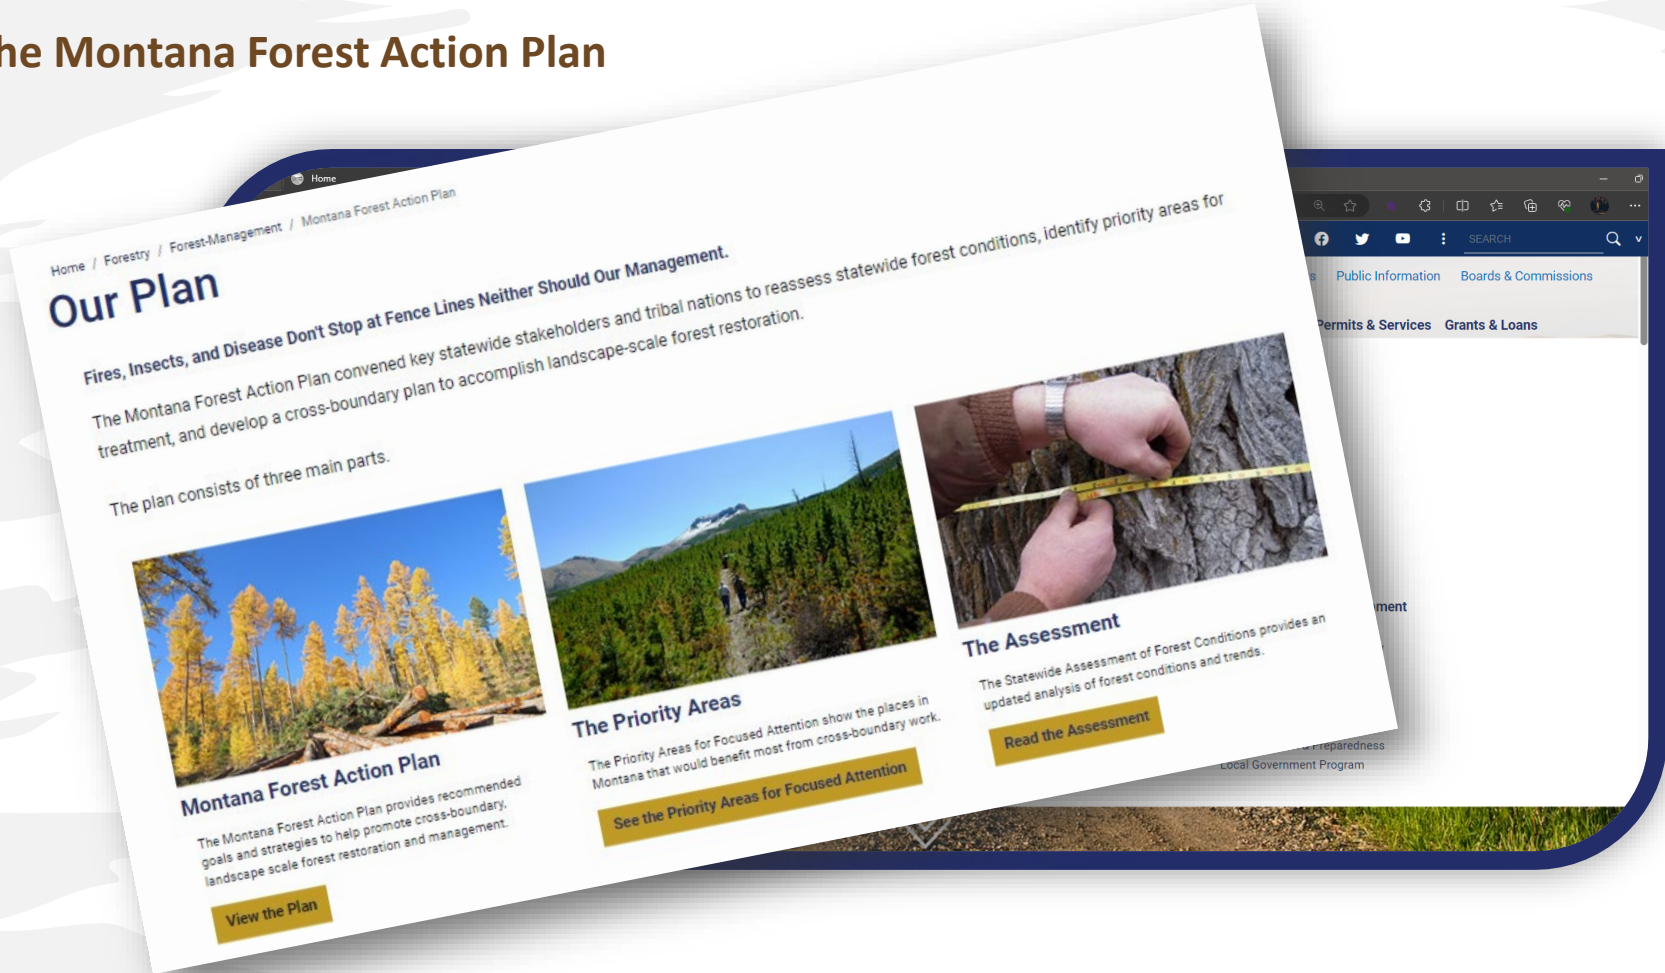 he Montana Forest Action Plan
Home
SEARCH
Public Information
Boards & Commissions
Permits & Services
Grants & Loans
ment
& Preparedness
Local Government Program
Home / Forestry / Forest-Management / Montana Forest Action Plan
Our Plan
Fires, Insects, and Disease Don't Stop at Fence Lines Neither Should Our Management.
The Montana Forest Action Plan convened key statewide stakeholders and tribal nations to reassess statewide forest conditions, identify priority areas for
treatment, and develop a cross-boundary plan to accomplish landscape-scale forest restoration.
The plan consists of three main parts.
Montana Forest Action Plan
The Montana Forest Action Plan provides recommended
goals and strategies to help promote cross-boundary,
landscape scale forest restoration and management.
View the Plan
The Priority Areas
The Priority Areas for Focused Attention show the places in
Montana that would benefit most from cross-boundary work.
See the Priority Areas for Focused Attention
The Assessment
The Statewide Assessment of Forest Conditions provides an
updated analysis of forest conditions and trends.
Read the Assessment